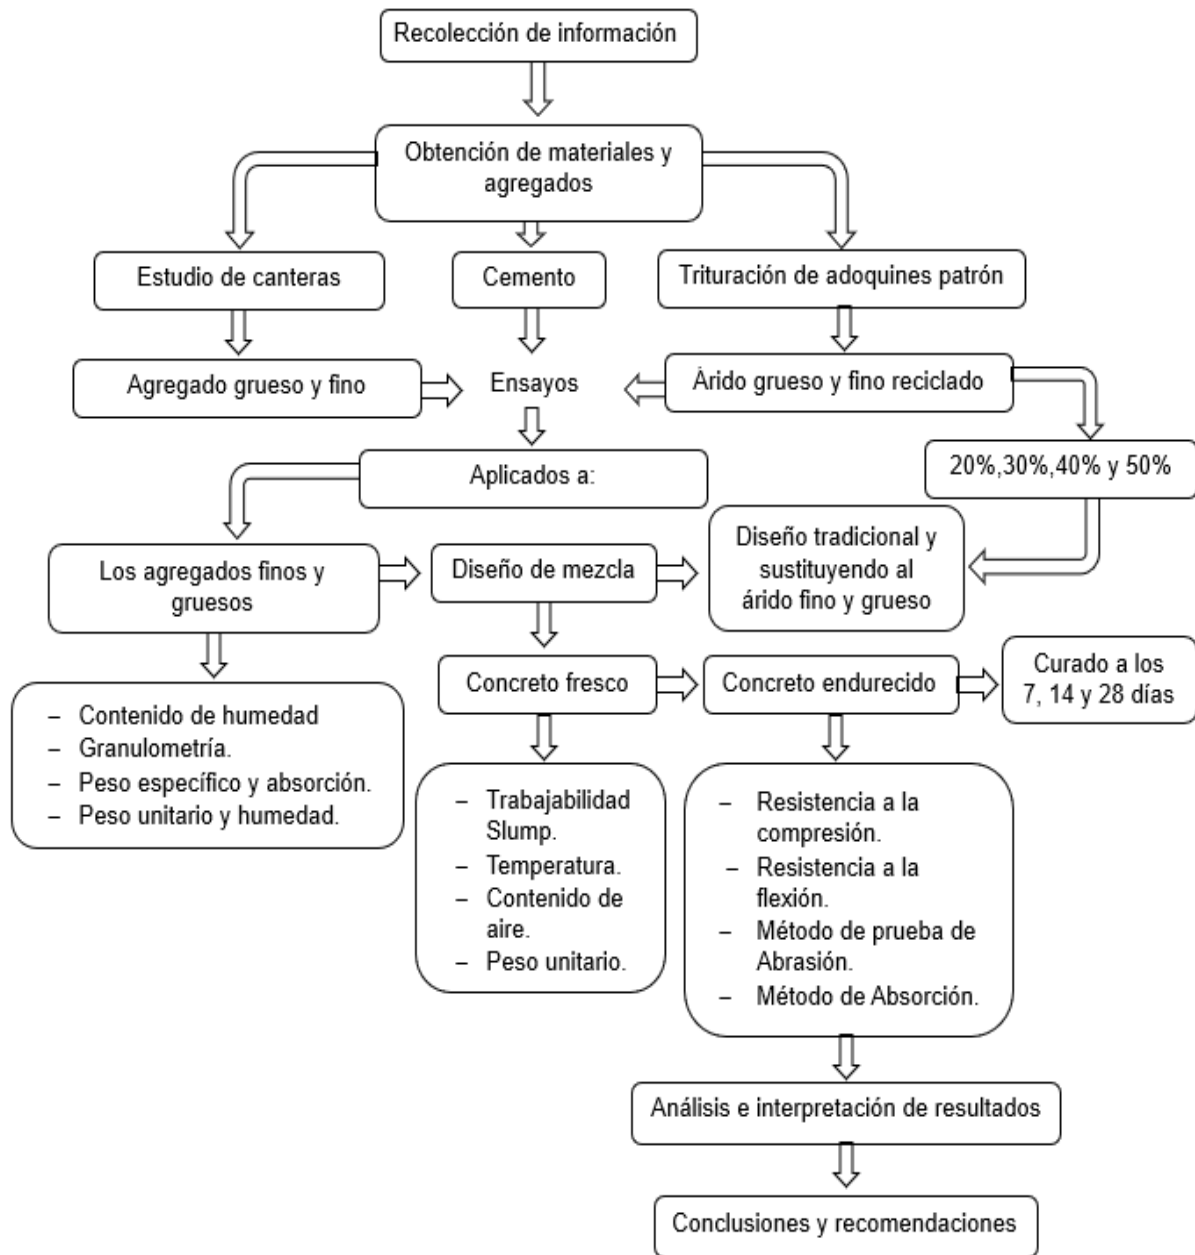 Recolección de información
Obtención de materiales y
agregados
Estudio de canteras
Cemento
Trituración de adoquines patrón
Agregado grueso y fino
Ensayos
Árido grueso y fino reciclado
20%,30%,40% y 50%
Aplicados a:
Los agregados finos y
gruesos
Diseño de mezcla
Diseño tradicional y
sustituyendo al
árido fino y grueso
Concreto fresco
Concreto endurecido
Curado a los
7, 14 y 28 días
– Contenido de humedad
– Granulometría.
– Peso específico y absorción.
– Peso unitario y humedad.
– Trabajabilidad
Slump.
– Temperatura.
– Contenido de
aire.
– Peso unitario.
– Resistencia a la
compresión.
– Resistencia a la
flexión.
– Método de prueba de
Abrasión.
– Método de Absorción.
Análisis e interpretación de resultados
Conclusiones y recomendaciones